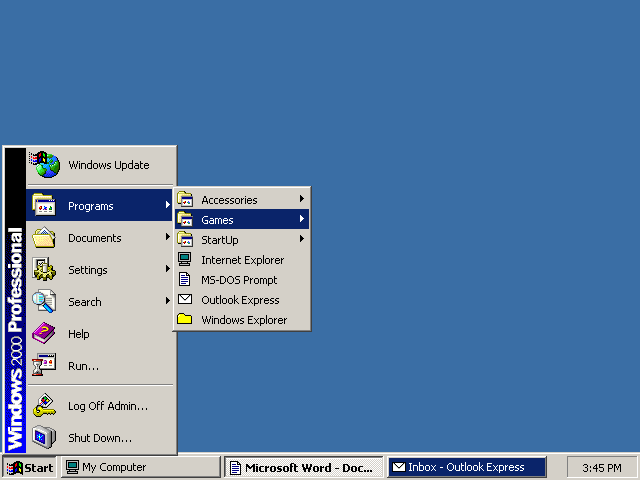 Windows Update
Programs
Documents
Settings
Search
Help
Run...
Log Off Admin...
Shut Down...
Windows 2000 Professional
Accessories
Games
StartUp
Internet Explorer
MS-DOS Prompt
Outlook Express
Windows Explorer
Start
My Computer
Microsoft Word - Doc...
Inbox - Outlook Express
3:45 PM